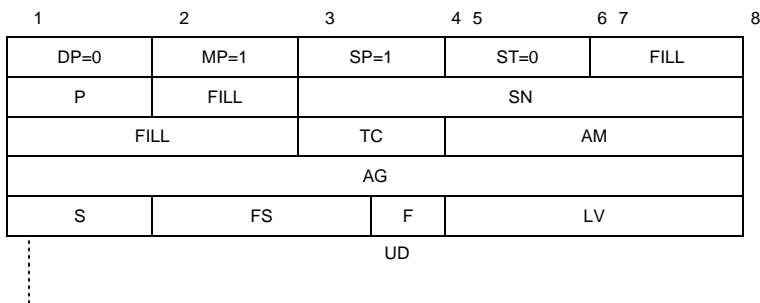 1 2 3 4 5 6 7 8
DP=0 MP=1 SP=1 ST=0 FILL
P FILL SN
FILL TC AM
AG
S FS F LV
UD